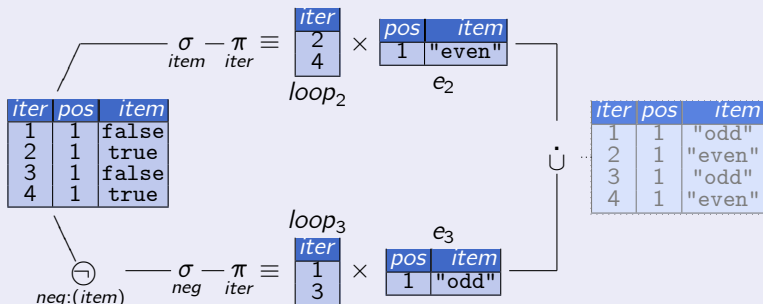 iter pos item
1 1 false
2 1 true
3 1 false
4 1 true
σ π ≡
item iter
iter
2
4
loop2
×
pos item
1 "even"
e2
¬
neg:(item)
σ π ≡
neg iter
loop3
iter
1
3
×
e3
pos item
1 "odd"
∪̇
iter pos item
1 1 "odd"
2 1 "even"
3 1 "odd"
4 1 "even"